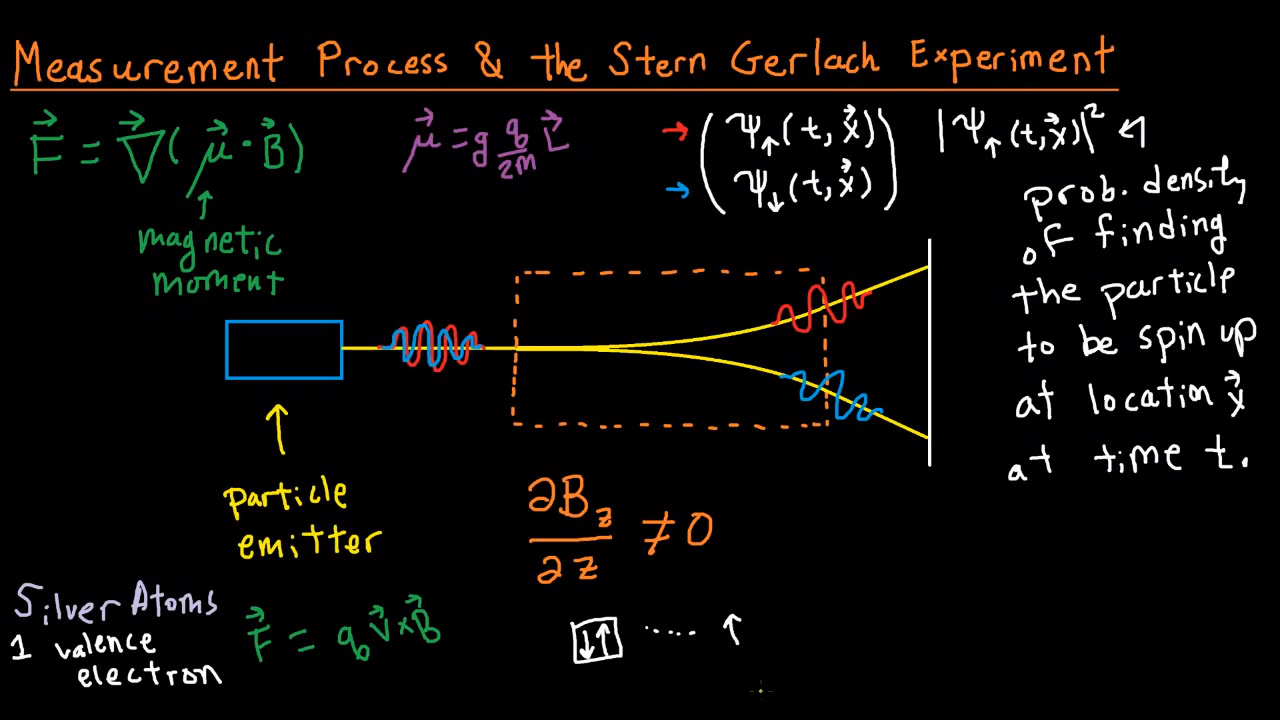 Measurement Process & the Stern Gerlach Experiment
F⃗ = ∇⃗(μ⃗ · B⃗)
magnetic
moment
μ⃗ = g q/2m L⃗
→ (ψ↑(t, x⃗)
→ ψ↓(t, x⃗))
|ψ↑(t, x⃗)|² ↵
prob. density
of finding
the particle
to be spin up
at location x⃗
at time t.
particle
emitter
∂B_z/∂z ≠ 0
Silver Atoms
1 valence
electron
F⃗ = q v⃗ × B⃗
↓↑ ..... ↑